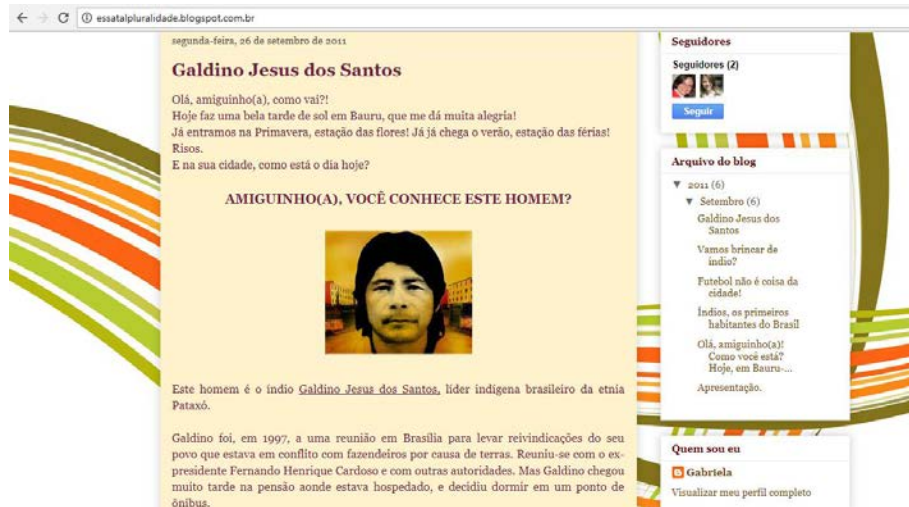 essatalpluralidade.blogspot.com.br
segunda-feira, 26 de setembro de 2011
Galdino Jesus dos Santos
Olá, amiguinho(a), como vai?!
Hoje faz uma bela tarde de sol em Bauru, que me dá muita alegria!
Já entramos na Primavera, estação das flores! Já já chega o verão, estação das férias!
Risos.
E na sua cidade, como está o dia hoje?
AMIGUINHO(A), VOCÊ CONHECE ESTE HOMEM?
Este homem é o indio Galdino Jesus dos Santos, líder indígena brasileiro da etnia
Pataxó.
Galdino foi, em 1997, a uma reunião em Brasília para levar reivindicações do seu
povo que estava em conflito com fazendeiros por causa de terras. Reuniu-se com o ex-
presidente Fernando Henrique Cardoso e com outras autoridades. Mas Galdino chegou
muito tarde na pensão aonde estava hospedado, e decidiu dormir em um ponto de
ônibus.
Seguidores
Seguidores (2)
Seguir
Arquivo do blog
▼ 2011 (6)
▼ Setembro (6)
Galdino Jesus dos
Santos
Vamos brincar de
indio?
Futebol não é coisa da
cidade!
Índios, os primeiros
habitantes do Brasil
Olá, amiguinho(a)!
Como você está?
Hoje, em Bauru-...
Apresentação.
Quem sou eu
Gabriela
Visualizar meu perfil completo